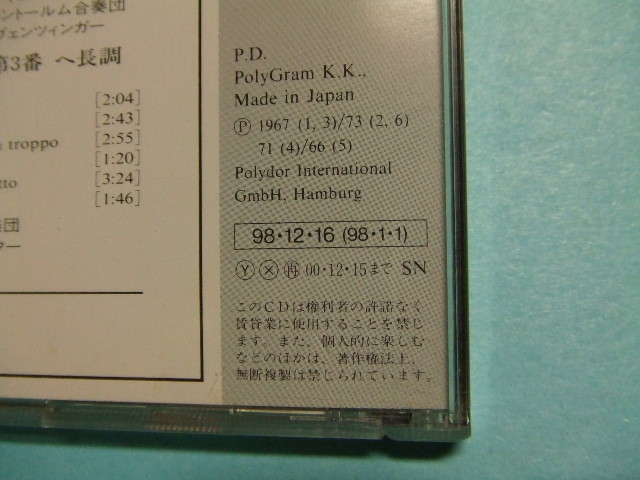 ントールム合奏団
ヴェンツィンガー
第3番 ヘ長調
[2:04]
[2:43]
troppo [2:55]
[1:20]
tto [3:24]
[1:46]
奏団
ター
P.D.
PolyGram K.K.,
Made in Japan
Ⓟ 1967 (1, 3)/73 (2, 6)
71 (4)/66 (5)
Polydor International
GmbH, Hamburg
98・12・16 (98・1・1)
Ⓨ Ⓧ ㊢ 00・12・15まで SN
このCDは権利者の許諾なく
賃貸業に使用することを禁じ
ます。また、個人的に楽しむ
などのほかは、著作権法上、
無断複製は禁じられています。